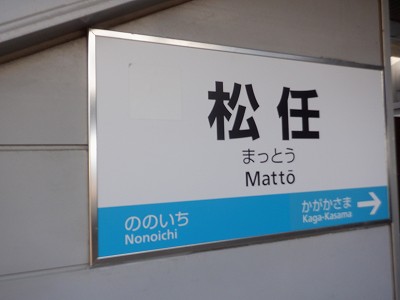 松任
まっとう
Mattō
ののいち
Nonoichi
かがかさま →
Kaga-Kasama